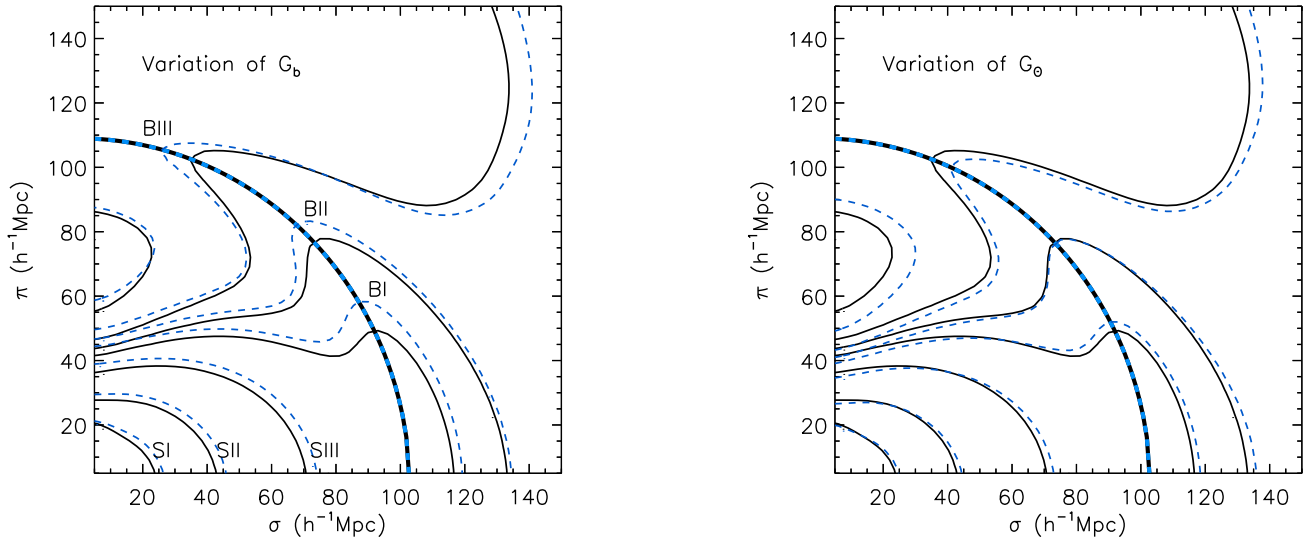 140
120
100
80
60
40
20
π (h⁻¹Mpc)
Variation of G_b
BIII
BII
BI
SI
SII
SIII
20 40 60 80 100 120 140
σ (h⁻¹Mpc)
140
120
100
80
60
40
20
π (h⁻¹Mpc)
Variation of G_Θ
20 40 60 80 100 120 140
σ (h⁻¹Mpc)